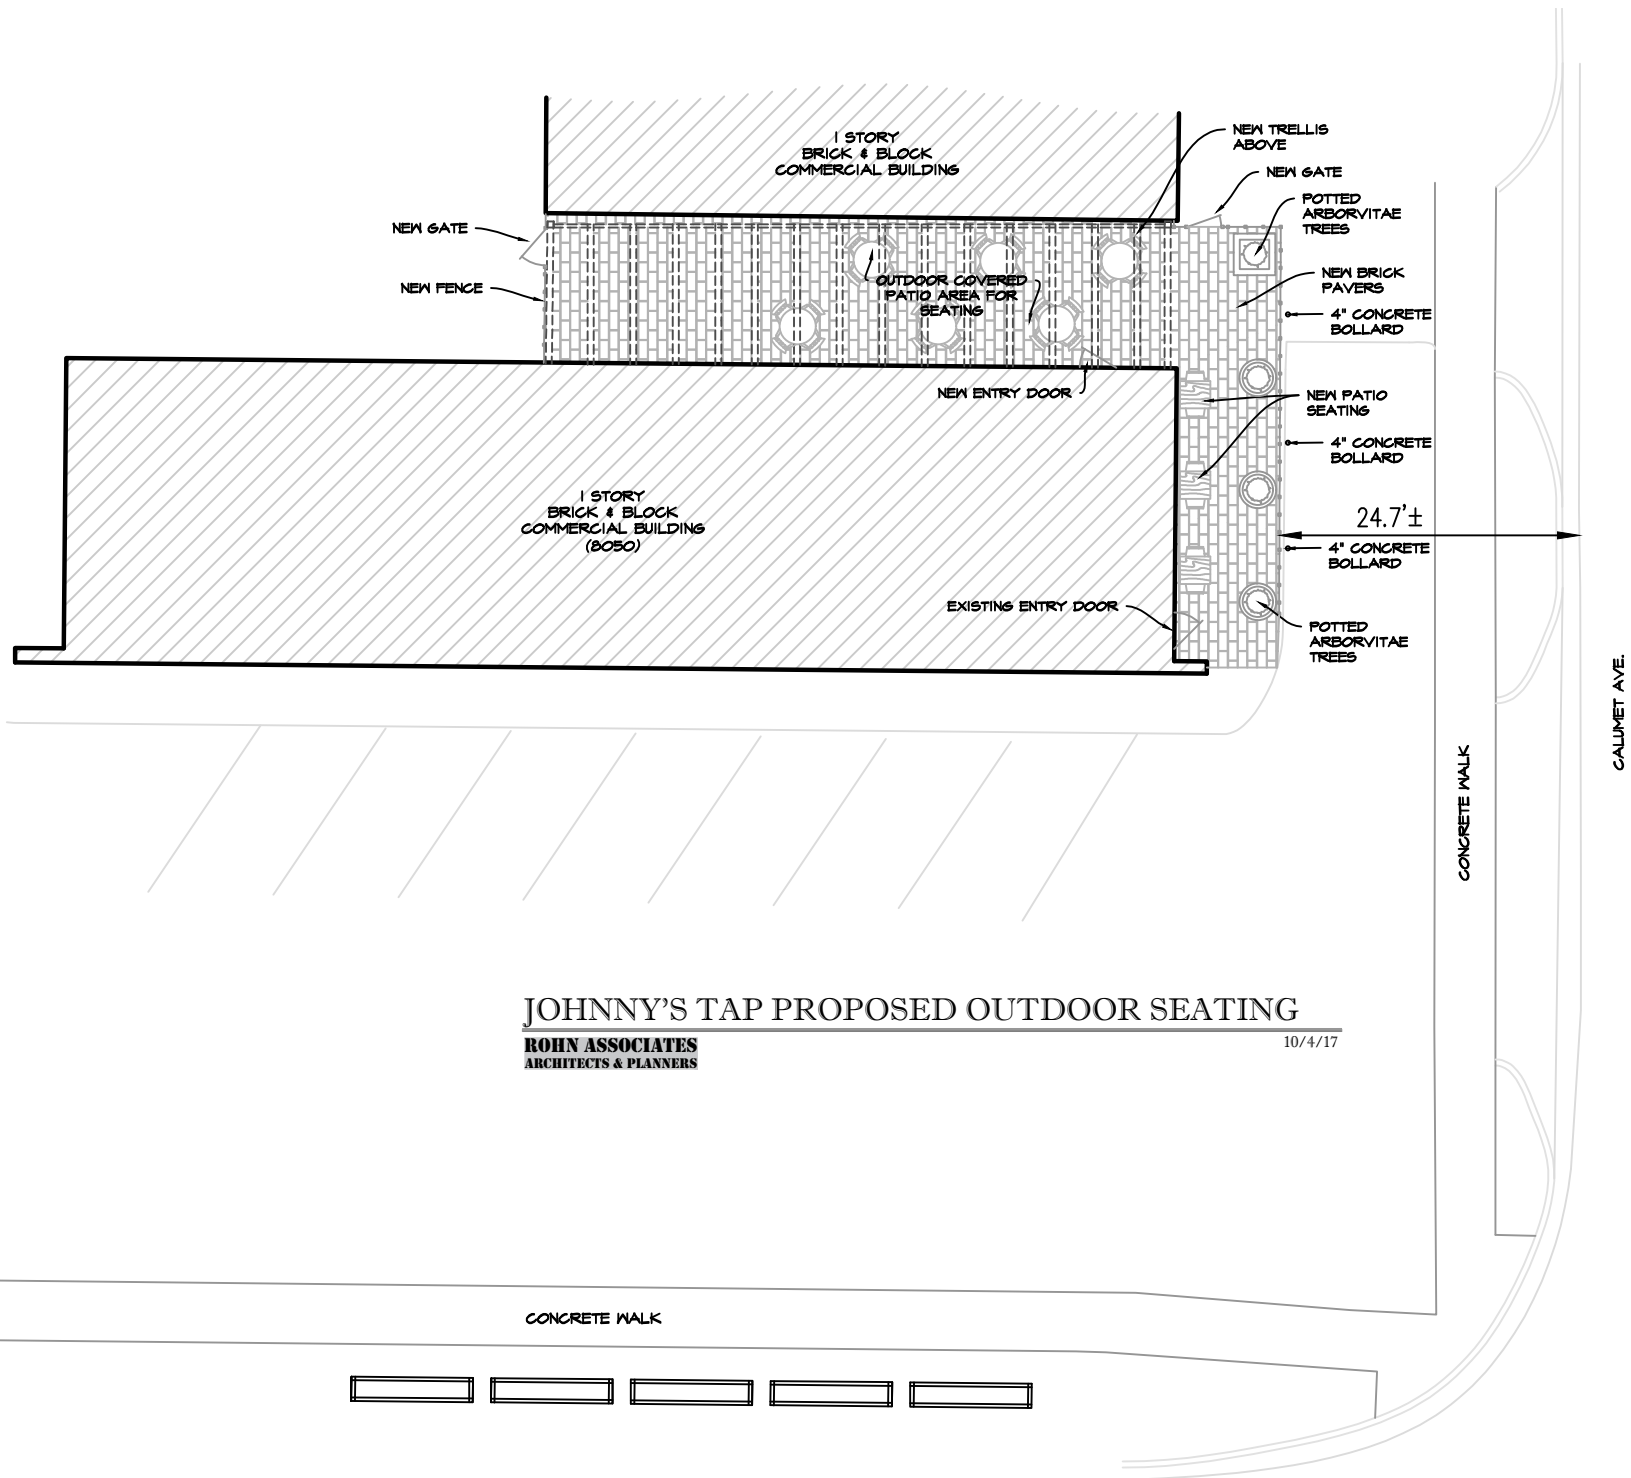 1 STORY
BRICK & BLOCK
COMMERCIAL BUILDING
NEW TRELLIS
ABOVE
NEW GATE
POTTED
ARBORVITAE
TREES
NEW GATE
NEW FENCE
OUTDOOR COVERED
PATIO AREA FOR
SEATING
NEW BRICK
PAVERS
4" CONCRETE
BOLLARD
NEW ENTRY DOOR
NEW PATIO
SEATING
4" CONCRETE
BOLLARD
1 STORY
BRICK & BLOCK
COMMERCIAL BUILDING
(8050)
24.7'±
4" CONCRETE
BOLLARD
EXISTING ENTRY DOOR
POTTED
ARBORVITAE
TREES
CALUMET AVE.
CONCRETE WALK
JOHNNY'S TAP PROPOSED OUTDOOR SEATING
ROHN ASSOCIATES
ARCHITECTS & PLANNERS
10/4/17
CONCRETE WALK